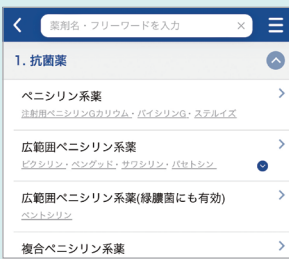 薬剤名・フリーワードを入力
1. 抗菌薬
ペニシリン系薬
注射用ペニシリンGカリウム・バイシリンG・ステルイズ
広範囲ペニシリン系薬
ビクシリン・ペングッド・サワシリン・パセトシン
広範囲ペニシリン系薬(緑膿菌にも有効)
ペントシリン
複合ペニシリン系薬